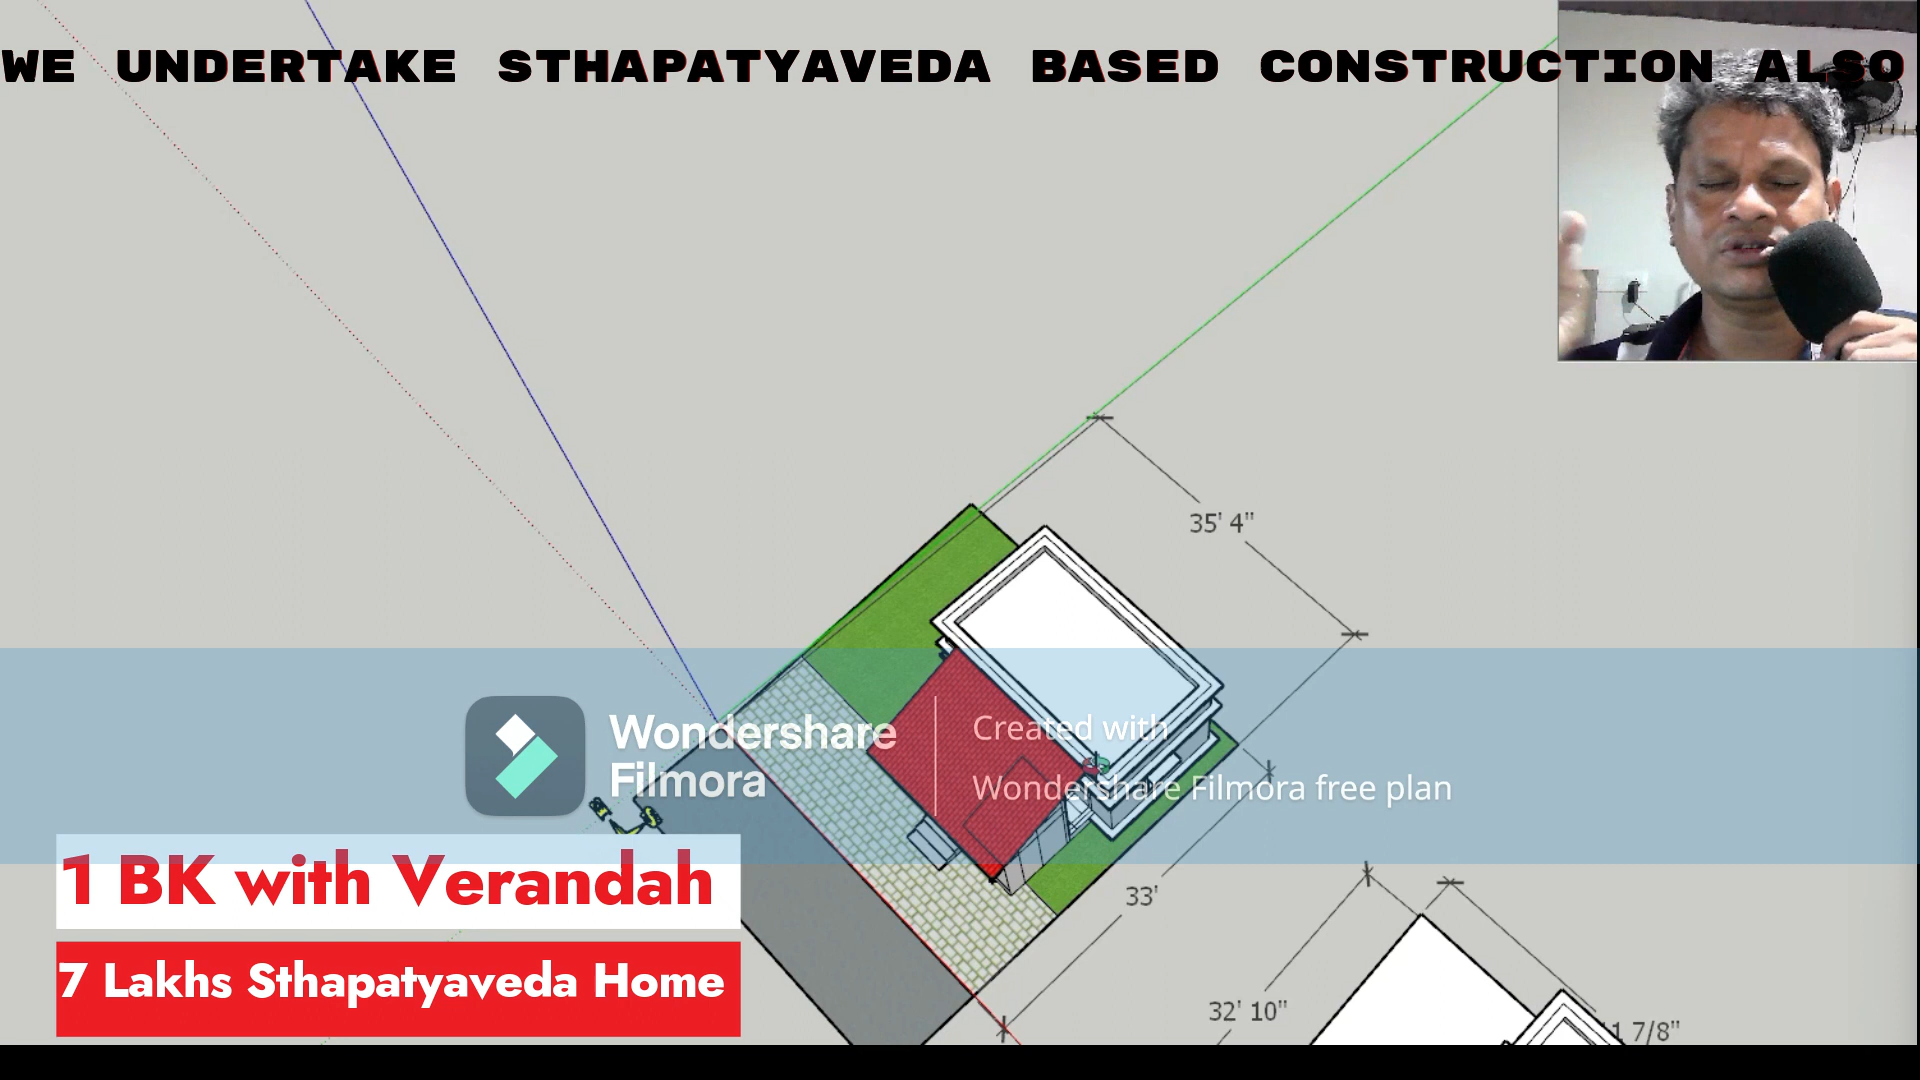 WE UNDERTAKE STHAPATYAVEDA BASED CONSTRUCTION ALSO
35' 4"
Wondershare
Filmora
Created with
Wondershare Filmora free plan
1 BK with Verandah
33'
7 Lakhs Sthapatyaveda Home
32' 10"
1 7/8"